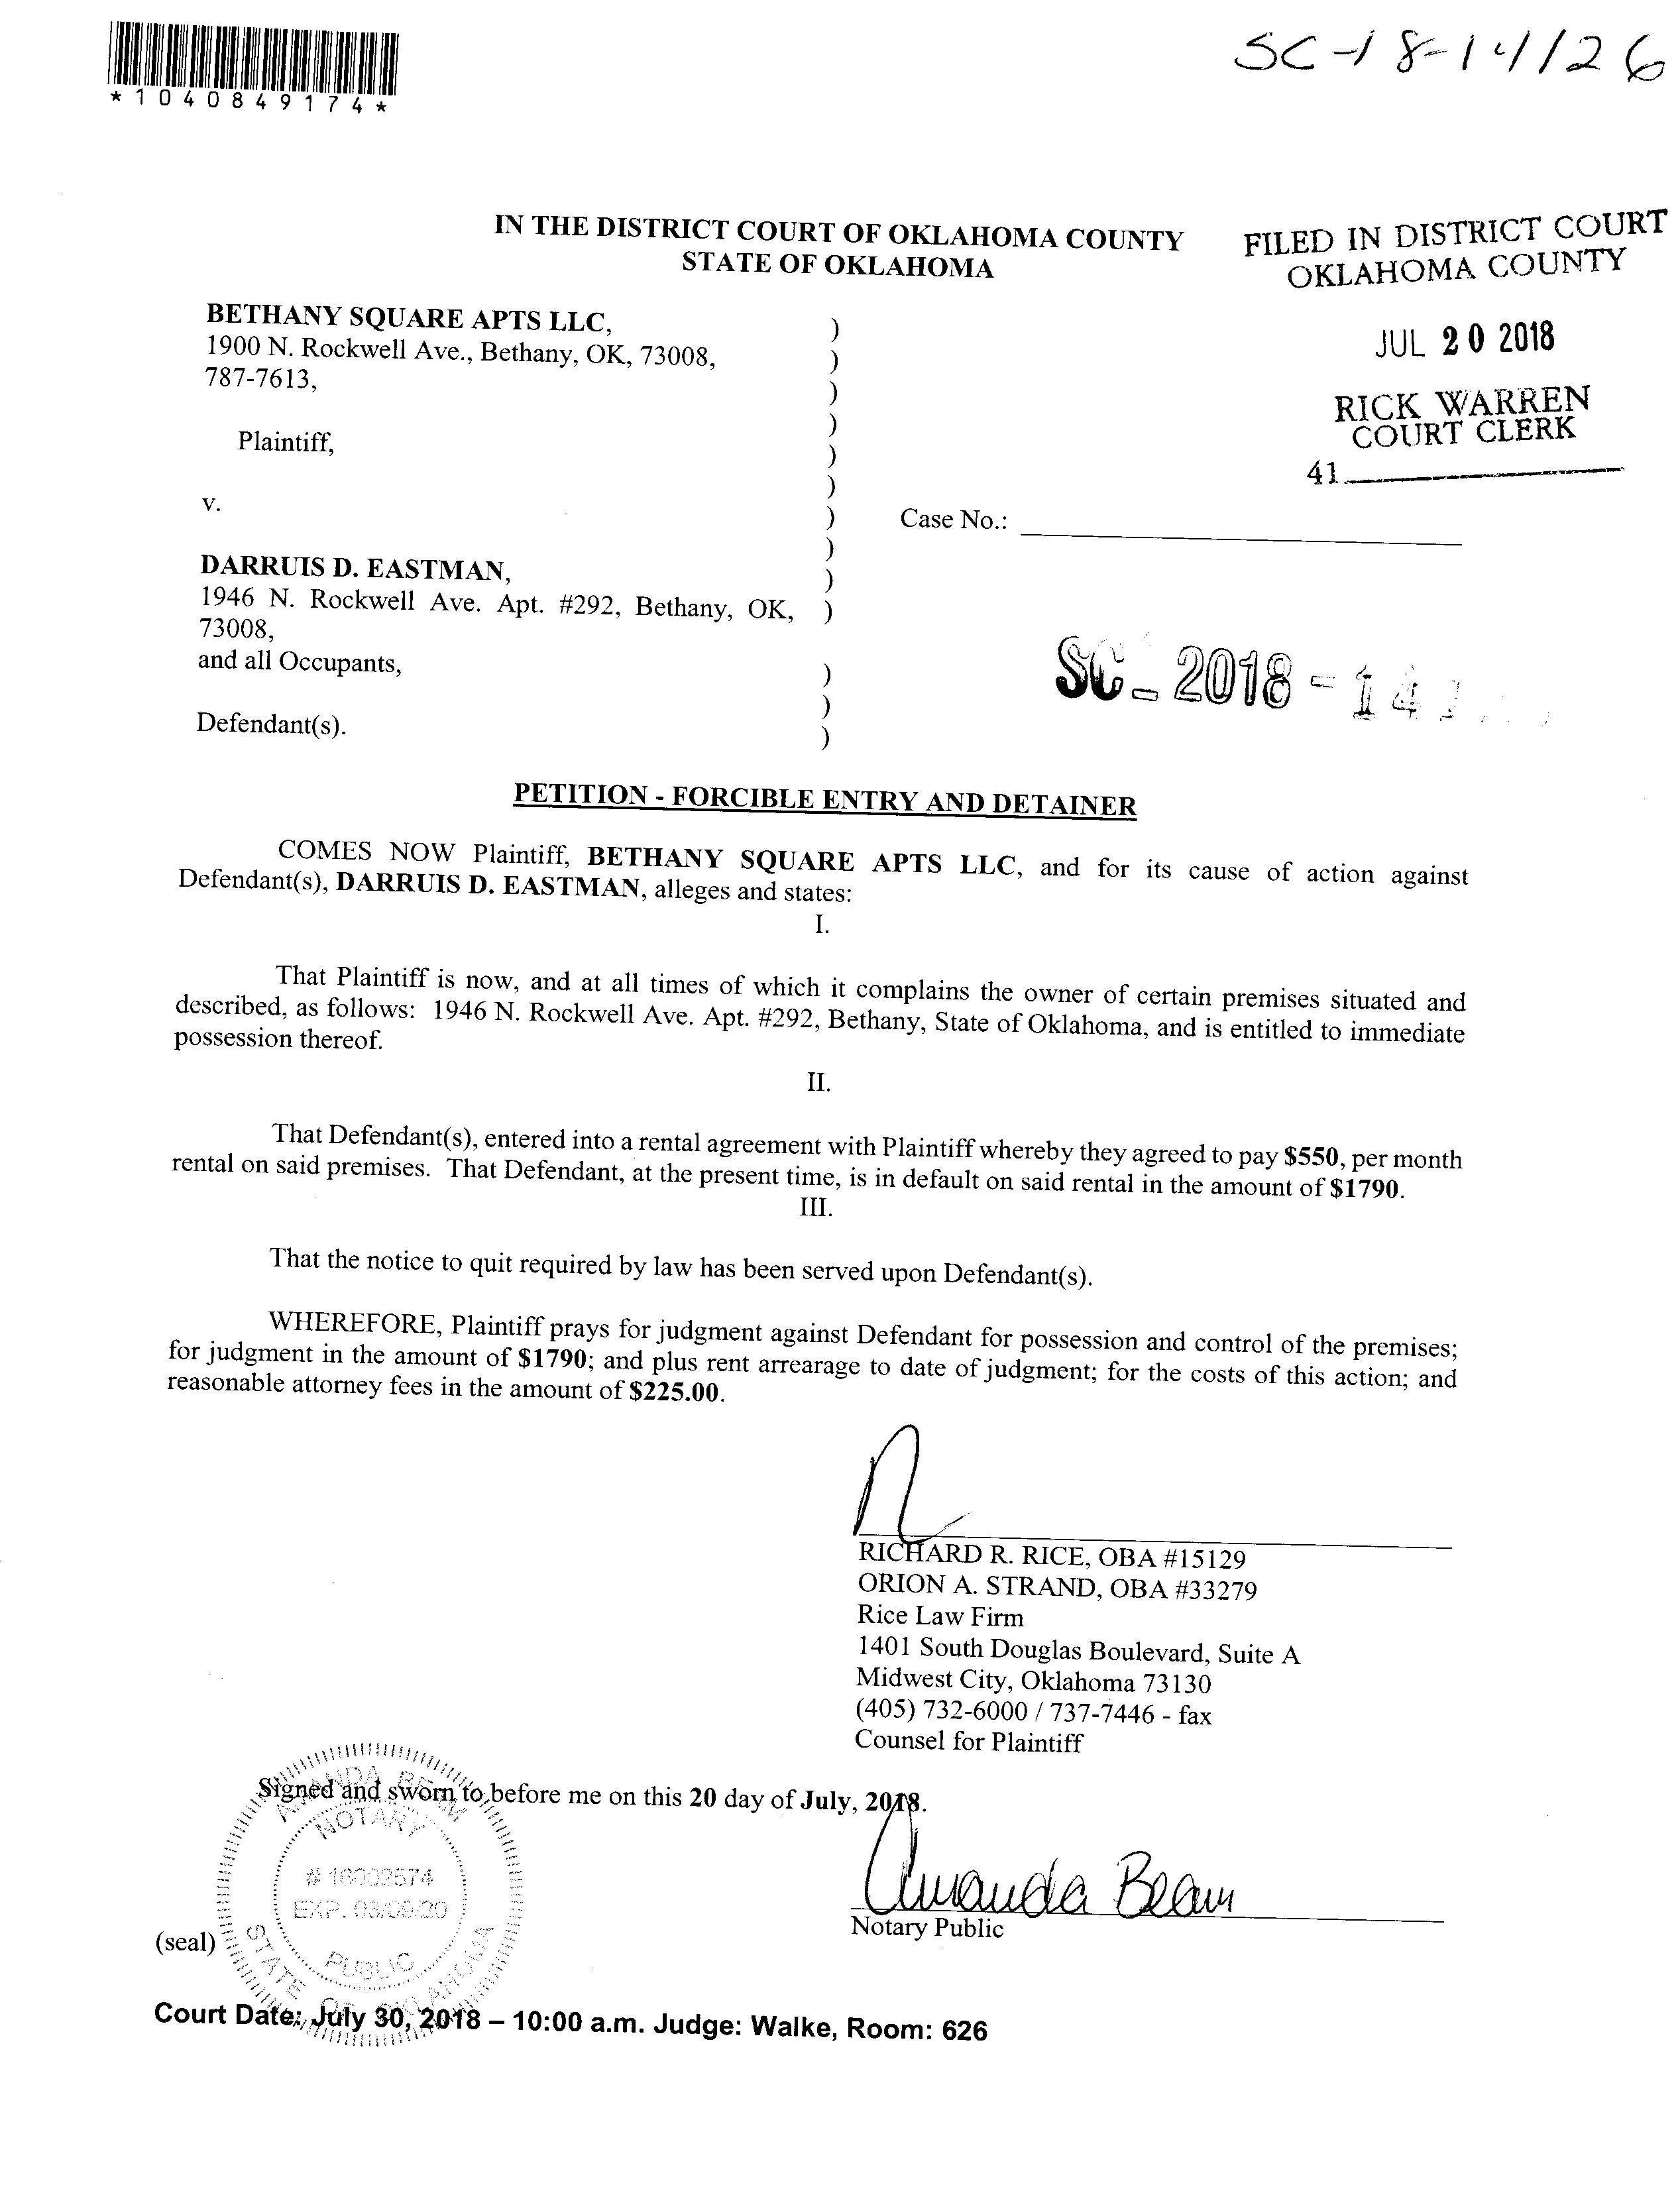 *1040849174*
SC-18-14126
IN THE DISTRICT COURT OF OKLAHOMA COUNTY
STATE OF OKLAHOMA
FILED IN DISTRICT COURT
OKLAHOMA COUNTY
JUL 20 2018
RICK WARREN
COURT CLERK
41
BETHANY SQUARE APTS LLC, )
1900 N. Rockwell Ave., Bethany, OK, 73008, )
787-7613, )
)
Plaintiff, )
)
v. )
Case No.:
)
DARRUIS D. EASTMAN, )
1946 N. Rockwell Ave. Apt. #292, Bethany, OK, )
73008,
and all Occupants, )
)
Defendant(s). )
SC - 2018 - 14
PETITION - FORCIBLE ENTRY AND DETAINER
COMES NOW Plaintiff, BETHANY SQUARE APTS LLC, and for its cause of action against
Defendant(s), DARRUIS D. EASTMAN, alleges and states:
I.
That Plaintiff is now, and at all times of which it complains the owner of certain premises situated and
described, as follows: 1946 N. Rockwell Ave. Apt. #292, Bethany, State of Oklahoma, and is entitled to immediate
possession thereof.
II.
That Defendant(s), entered into a rental agreement with Plaintiff whereby they agreed to pay $550, per month
rental on said premises. That Defendant, at the present time, is in default on said rental in the amount of $1790.
III.
That the notice to quit required by law has been served upon Defendant(s).
WHEREFORE, Plaintiff prays for judgment against Defendant for possession and control of the premises;
for judgment in the amount of $1790; and plus rent arrearage to date of judgment; for the costs of this action; and
reasonable attorney fees in the amount of $225.00.
RICHARD R. RICE, OBA #15129
ORION A. STRAND, OBA #33279
Rice Law Firm
1401 South Douglas Boulevard, Suite A
Midwest City, Oklahoma 73130
(405) 732-6000 / 737-7446 - fax
Counsel for Plaintiff
Signed and sworn to before me on this 20 day of July, 2018.
AMANDA BEAM
NOTARY
# 10002574
EXP. 03/09/20
PUBLIC
STATE OF OKLAHOMA
Amanda Beam
Notary Public
(seal)
Court Date: July 30, 2018 – 10:00 a.m. Judge: Walke, Room: 626